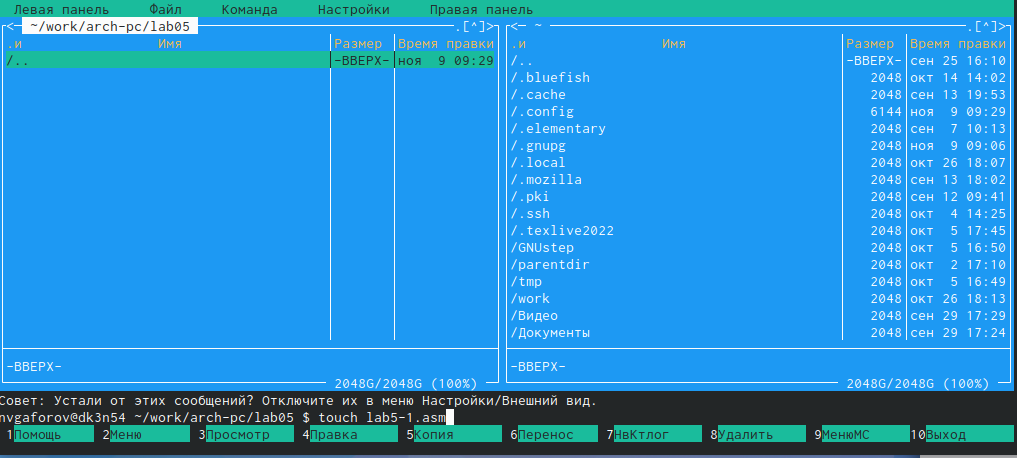 Левая панель Файл Команда Настройки Правая панель
<- ~/work/arch-pc/lab05 .[^]> <- ~ .[^]>
.и Имя Размер Время правки .и Имя Размер Время правки
/.. -ВВЕРХ- ноя 9 09:29 /.. -ВВЕРХ- сен 25 16:10
/.bluefish 2048 окт 14 14:02
/.cache 2048 сен 13 19:53
/.config 6144 ноя 9 09:29
/.elementary 2048 сен 7 10:13
/.gnupg 2048 ноя 9 09:06
/.local 2048 окт 26 18:07
/.mozilla 2048 сен 13 18:02
/.pki 2048 сен 12 09:41
/.ssh 2048 окт 4 14:25
/.texlive2022 2048 окт 5 17:45
/GNUstep 2048 окт 5 16:50
/parentdir 2048 окт 2 17:10
/tmp 2048 окт 5 16:49
/work 2048 окт 26 18:13
/Видео 2048 сен 29 17:29
/Документы 2048 сен 29 17:24
-ВВЕРХ- -ВВЕРХ-
2048G/2048G (100%) 2048G/2048G (100%)
Совет: Устали от этих сообщений? Отключите их в меню Настройки/Внешний вид.
nvgaforov@dk3n54 ~/work/arch-pc/lab05 $ touch lab5-1.asm
1Помощь 2Меню 3Просмотр 4Правка 5Копия 6Перенос 7НвКтлог 8Удалить 9МенюMC 10Выход